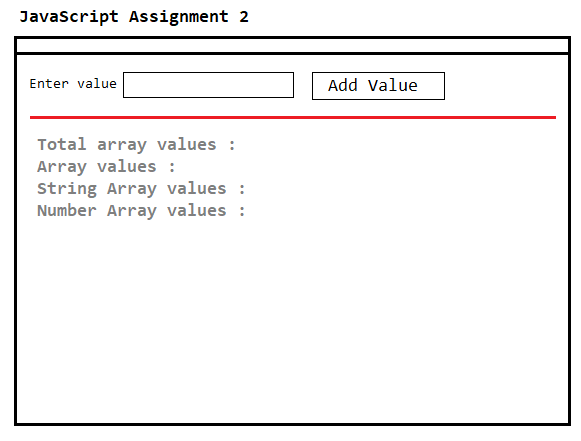 JavaScript Assignment 2
Enter value Add Value
Total array values :
Array values :
String Array values :
Number Array values :